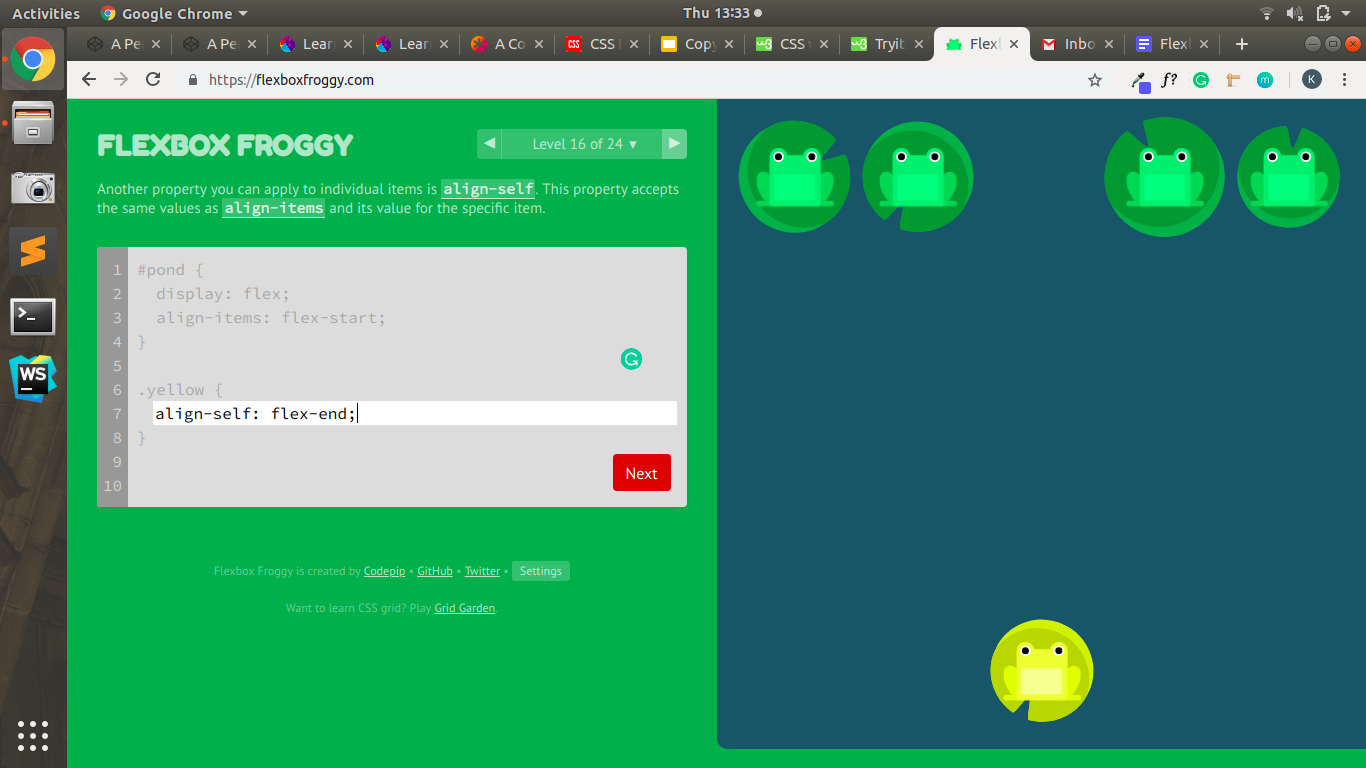 Activities Google Chrome ▾ Thu 13:33 ●
A Pe A Pe Lear Lear A Co CSS Copy CSS v Tryit Flex Inbo Flex
https://flexboxfroggy.com f? K
FLEXBOX FROGGY
◀ Level 16 of 24 ▾ ▶
Another property you can apply to individual items is align-self. This property accepts
the same values as align-items and its value for the specific item.
1 #pond {
2 display: flex;
3 align-items: flex-start;
4 }
5
6 .yellow {
7 align-self: flex-end;
8 }
9
10
Next
Flexbox Froggy is created by Codepip • GitHub • Twitter • Settings
Want to learn CSS grid? Play Grid Garden.
WS